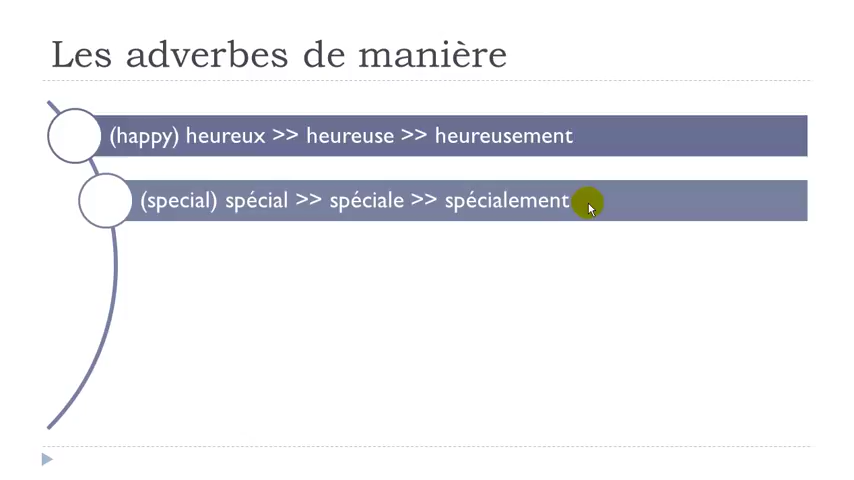 Les adverbes de manière
(happy) heureux >> heureuse >> heureusement
(special) spécial >> spéciale >> spécialement